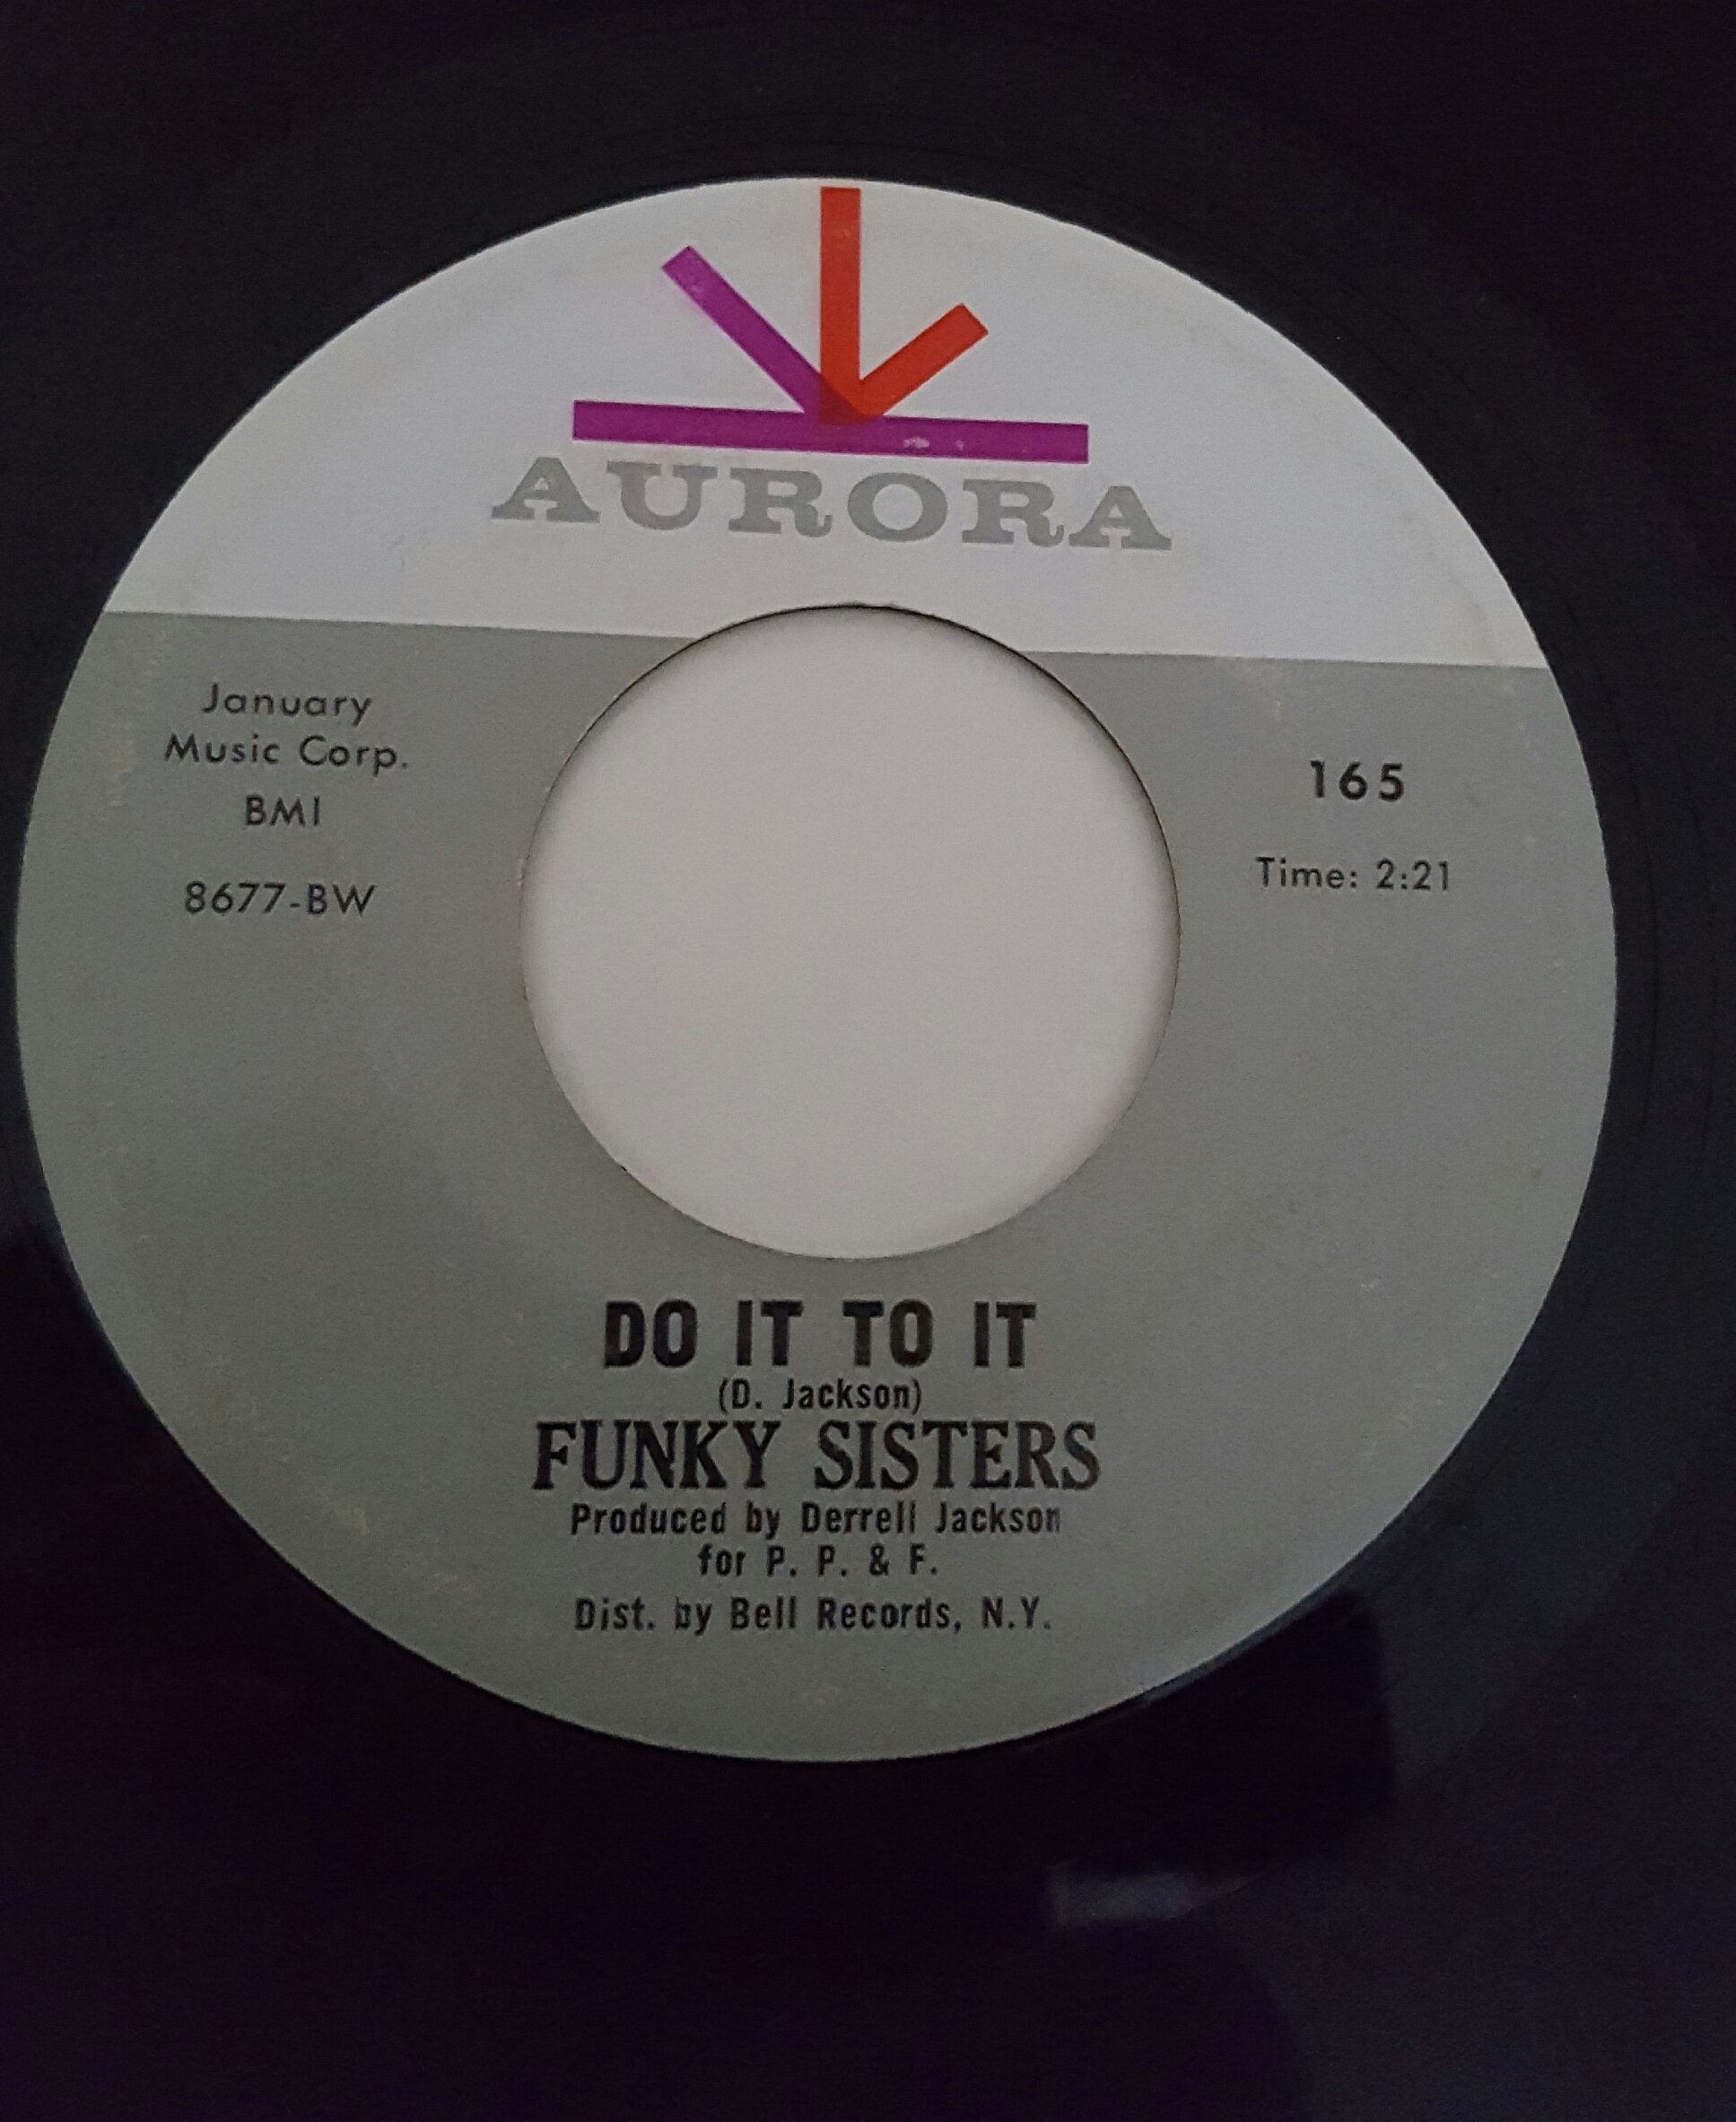 AURORA
January
Music Corp.
BMI
8677-BW
165
Time: 2:21
DO IT TO IT
(D. Jackson)
FUNKY SISTERS
Produced by Derrell Jackson
for P. P. & F.
Dist. by Bell Records, N.Y.